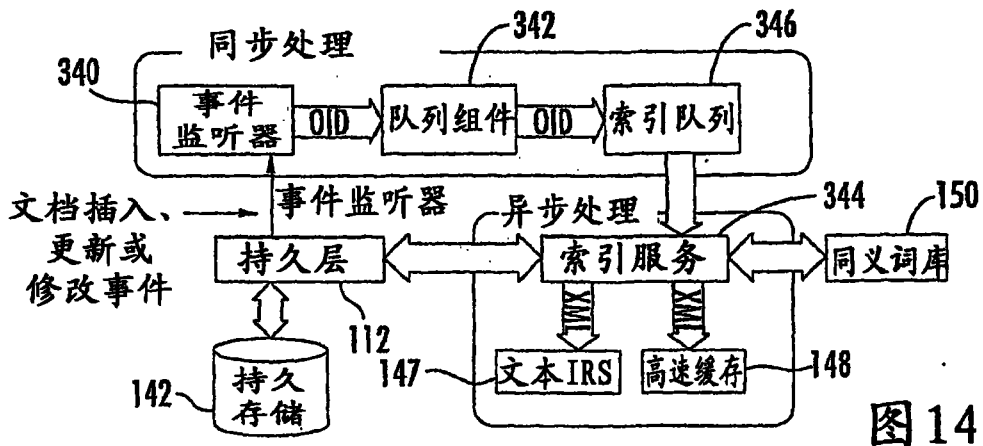 同步处理
340
342
346
事件
监听器
OID
队列组件
OID
索引队列
文档插入、
更新或
修改事件
事件监听器
异步处理
344
150
持久层
索引服务
同义词库
112
XML
XML
142
持久
存储
147
文本IRS
高速缓存
148
图14